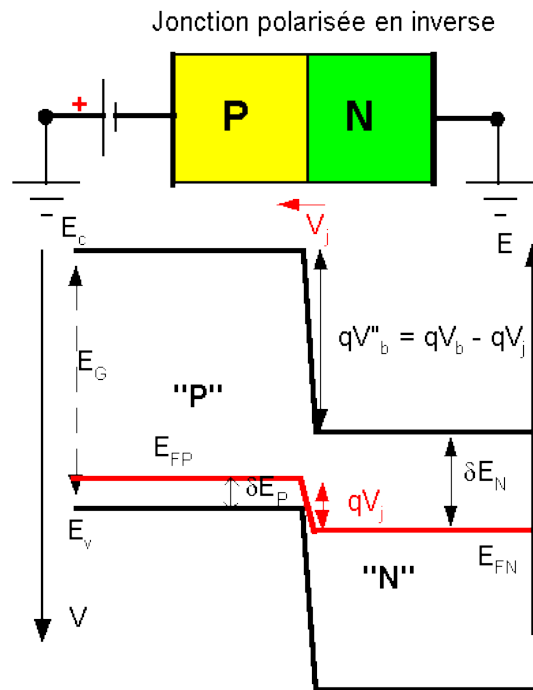 Jonction polarisée en inverse
+
P N
V_j
E_c E
qV"_b = qV_b - qV_j
E_G
"P"
E_FP
δE_P qV_j δE_N
E_v
E_FN
"N"
V